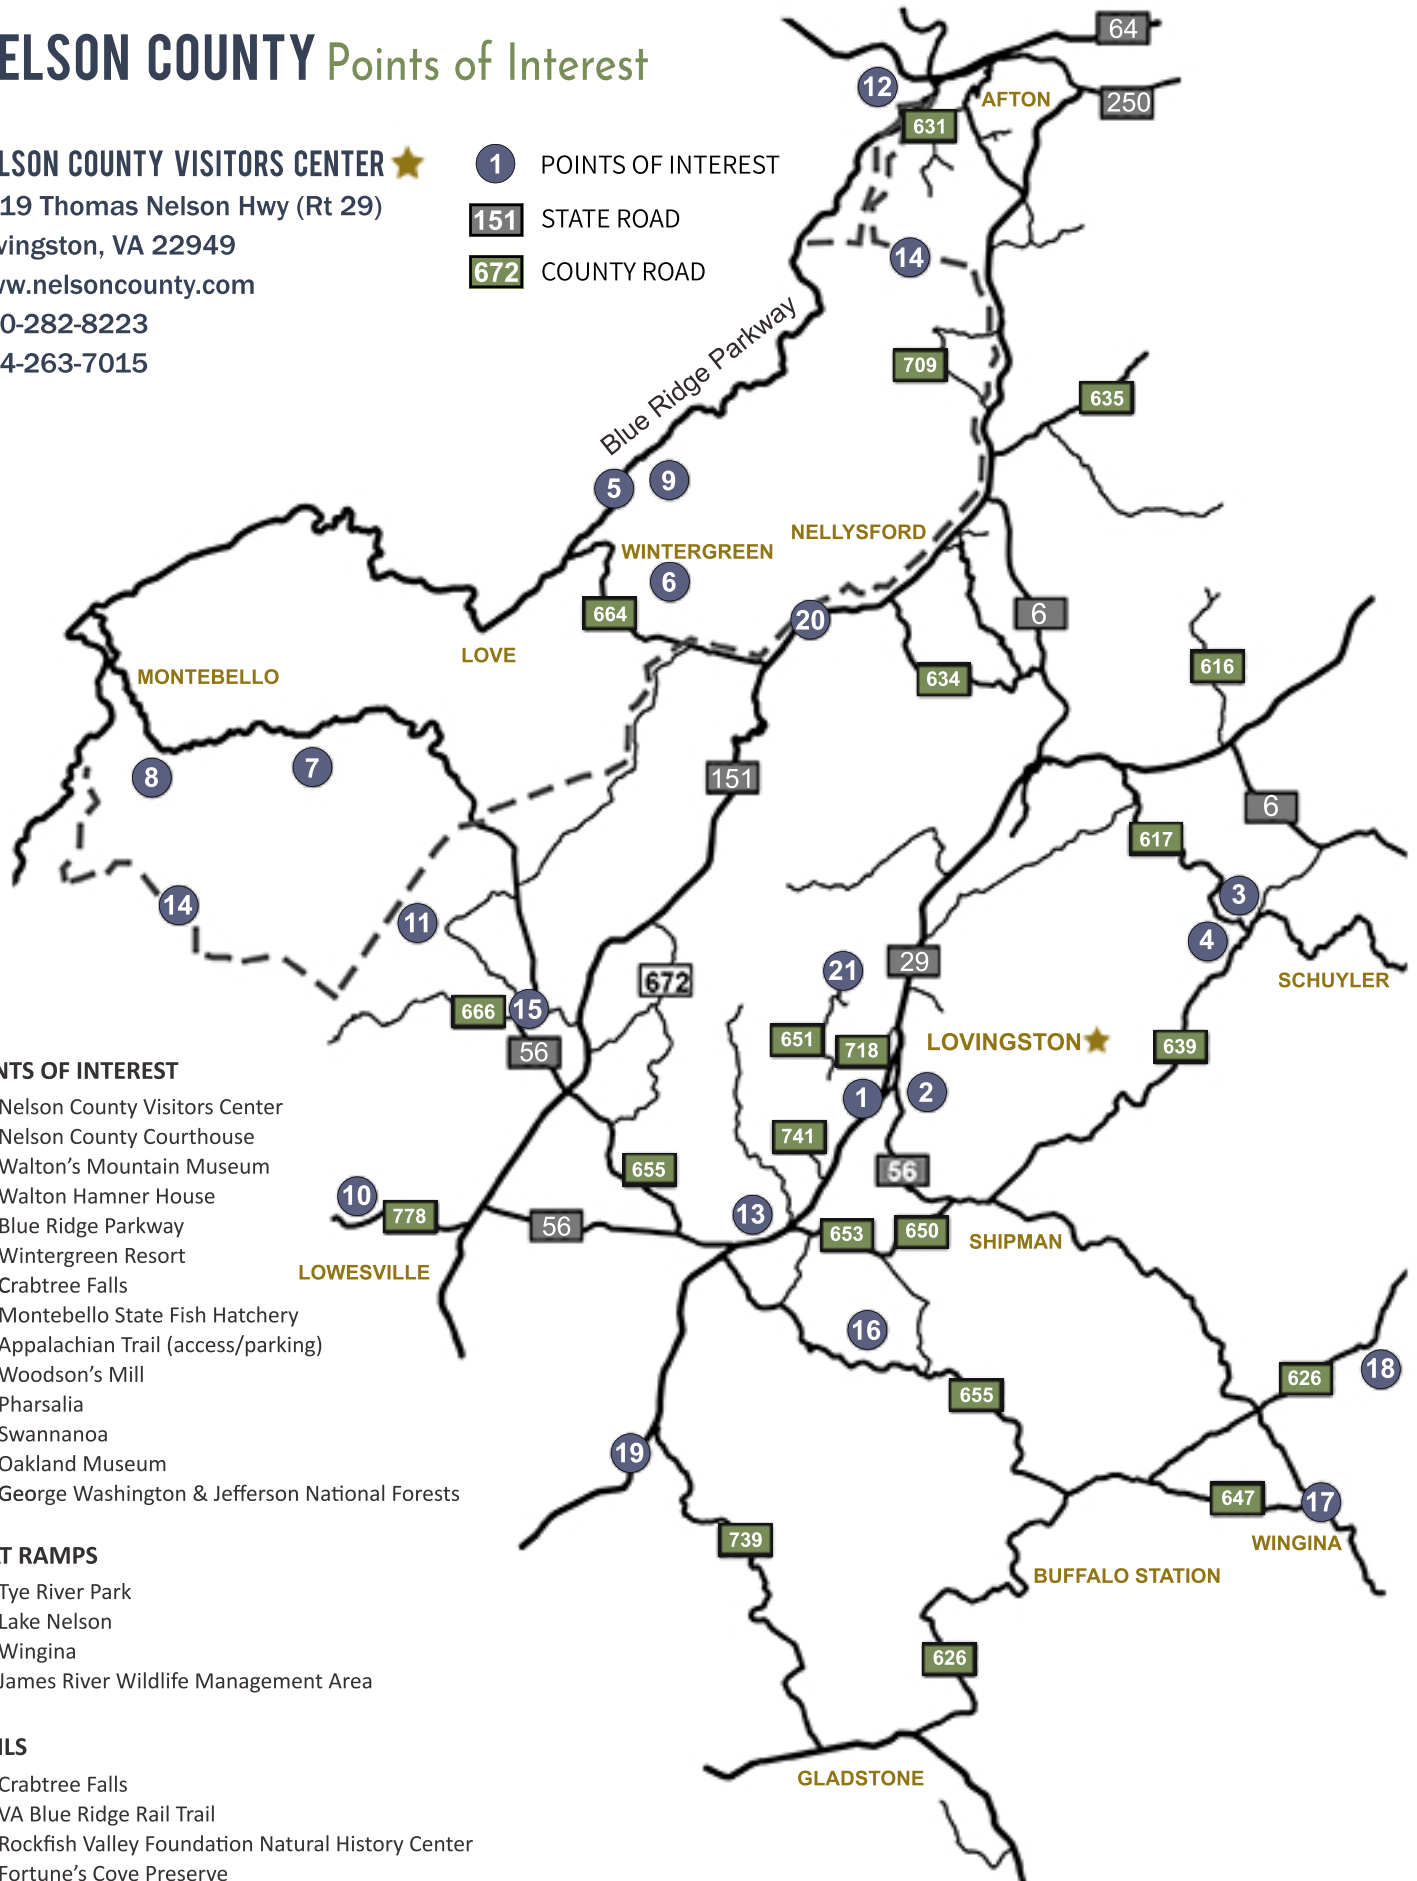 ELSON COUNTY Points of Interest
LSON COUNTY VISITORS CENTER
19 Thomas Nelson Hwy (Rt 29)
vingston, VA 22949
ww.nelsoncounty.com
0-282-8223
4-263-7015
1 POINTS OF INTEREST
151 STATE ROAD
672 COUNTY ROAD
64
12
AFTON
250
631
14
Blue Ridge Parkway
709
635
5
9
NELLYSFORD
WINTERGREEN
6
664
20
6
LOVE
616
MONTEBELLO
634
8
7
151
6
617
14
11
3
4
21
29
672
SCHUYLER
666
15
56
651
718
LOVINGSTON
639
1
2
741
56
655
10
778
56
13
653
650
SHIPMAN
LOWESVILLE
16
18
626
655
19
647
17
WINGINA
739
BUFFALO STATION
626
GLADSTONE
NTS OF INTEREST
Nelson County Visitors Center
Nelson County Courthouse
Walton's Mountain Museum
Walton Hamner House
Blue Ridge Parkway
Wintergreen Resort
Crabtree Falls
Montebello State Fish Hatchery
Appalachian Trail (access/parking)
Woodson's Mill
Pharsalia
Swannanoa
Oakland Museum
George Washington & Jefferson National Forests
T RAMPS
Tye River Park
Lake Nelson
Wingina
James River Wildlife Management Area
ILS
Crabtree Falls
VA Blue Ridge Rail Trail
Rockfish Valley Foundation Natural History Center
Fortune's Cove Preserve